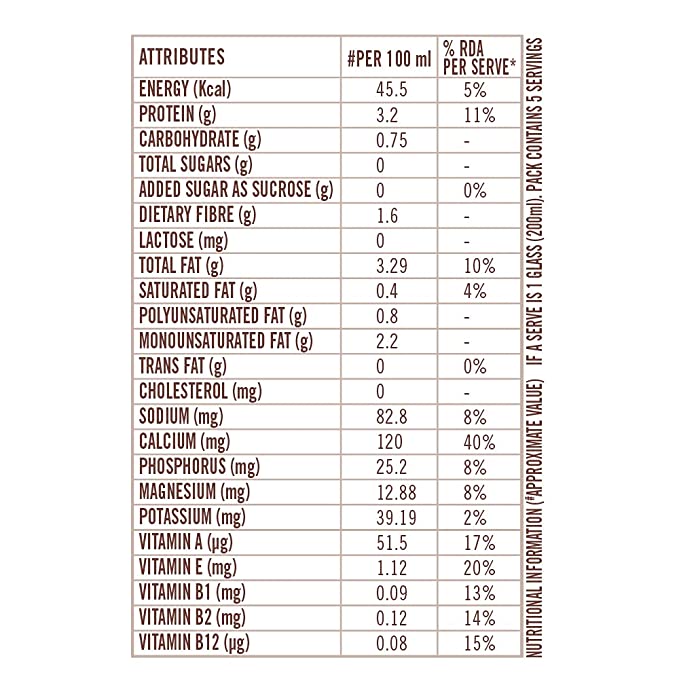 ATTRIBUTES #PER 100 ml % RDA PER SERVE*
ENERGY (Kcal) 45.5 5%
PROTEIN (g) 3.2 11%
CARBOHYDRATE (g) 0.75 -
TOTAL SUGARS (g) 0 -
ADDED SUGAR AS SUCROSE (g) 0 0%
DIETARY FIBRE (g) 1.6 -
LACTOSE (mg) 0 -
TOTAL FAT (g) 3.29 10%
SATURATED FAT (g) 0.4 4%
POLYUNSATURATED FAT (g) 0.8 -
MONOUNSATURATED FAT (g) 2.2 -
TRANS FAT (g) 0 0%
CHOLESTEROL (mg) 0 -
SODIUM (mg) 82.8 8%
CALCIUM (mg) 120 40%
PHOSPHORUS (mg) 25.2 8%
MAGNESIUM (mg) 12.88 8%
POTASSIUM (mg) 39.19 2%
VITAMIN A (µg) 51.5 17%
VITAMIN E (mg) 1.12 20%
VITAMIN B1 (mg) 0.09 13%
VITAMIN B2 (mg) 0.12 14%
VITAMIN B12 (µg) 0.08 15%
NUTRITIONAL INFORMATION (#APPROXIMATE VALUE) IF A SERVE IS 1 GLASS (200ml). PACK CONTAINS 5 SERVINGS